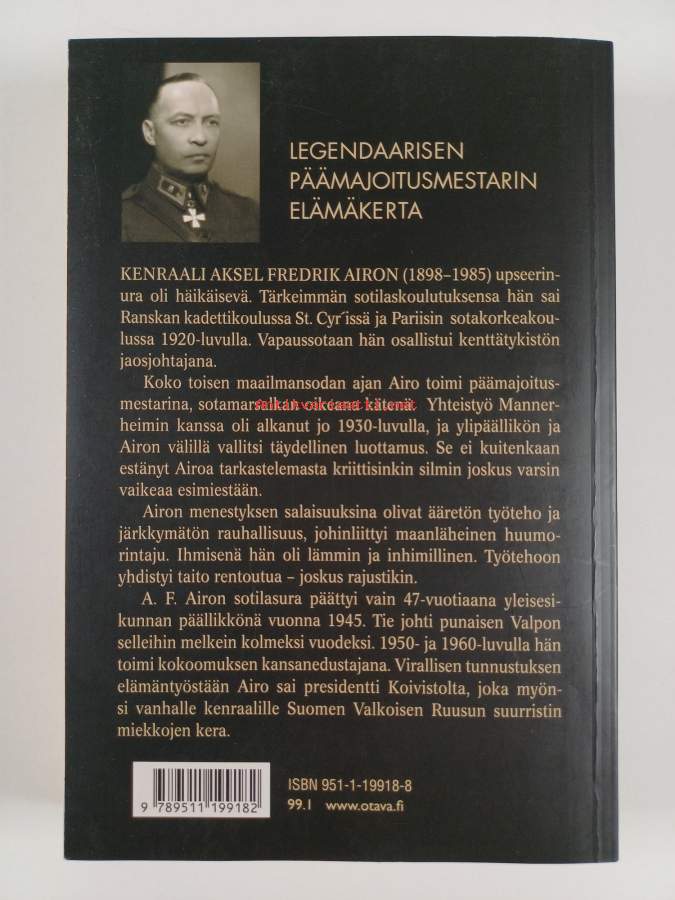 LEGENDAARISEN
PÄÄMAJOITUSMESTARIN
ELÄMÄKERTA
KENRAALI AKSEL FREDRIK AIRON (1898–1985) upseerin-
ura oli häikäisevä. Tärkeimmän sotilaskoulutuksensa hän sai
Ranskan kadettikoulussa St. Cyr´issä ja Pariisin sotakorkeakou-
lussa 1920-luvulla. Vapaussotaan hän osallistui kenttätykistön
jaosjohtajana.
Koko toisen maailmansodan ajan Airo toimi päämajoitus-
mestarina, sotamarsalkan oikeana kätenä. Yhteistyö Manner-
heimin kanssa oli alkanut jo 1930-luvulla, ja ylipäällikön ja
Airon välillä vallitsi täydellinen luottamus. Se ei kuitenkaan
estänyt Airoa tarkastelemasta kriittisinkin silmin joskus varsin
vaikeaa esimiestään.
Airon menestyksen salaisuuksina olivat ääretön työteho ja
järkkymätön rauhallisuus, johinliittyi maanläheinen huumo-
rintaju. Ihmisenä hän oli lämmin ja inhimillinen. Työtehoon
yhdistyi taito rentoutua – joskus rajustikin.
A. F. Airon sotilasura päättyi vain 47-vuotiaana yleisesi-
kunnan päällikkönä vuonna 1945. Tie johti punaisen Valpon
selleihin melkein kolmeksi vuodeksi. 1950- ja 1960-luvulla hän
toimi kokoomuksen kansanedustajana. Virallisen tunnustuksen
elämäntyöstään Airo sai presidentti Koivistolta, joka myön-
si vanhalle kenraalille Suomen Valkoisen Ruusun suurristin
miekkojen kera.
ISBN 951-1-19918-8
99.1 www.otava.fi
9 789511 199182